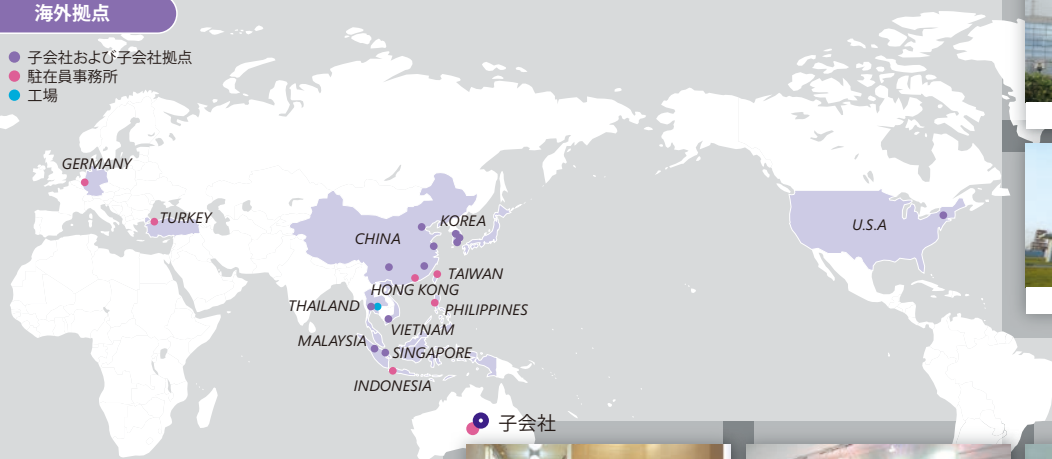 海外拠点
子会社および子会社拠点
駐在員事務所
工場
GERMANY
TURKEY
KOREA
CHINA
U.S.A
TAIWAN
HONG KONG
THAILAND
PHILIPPINES
VIETNAM
MALAYSIA
SINGAPORE
INDONESIA
子会社